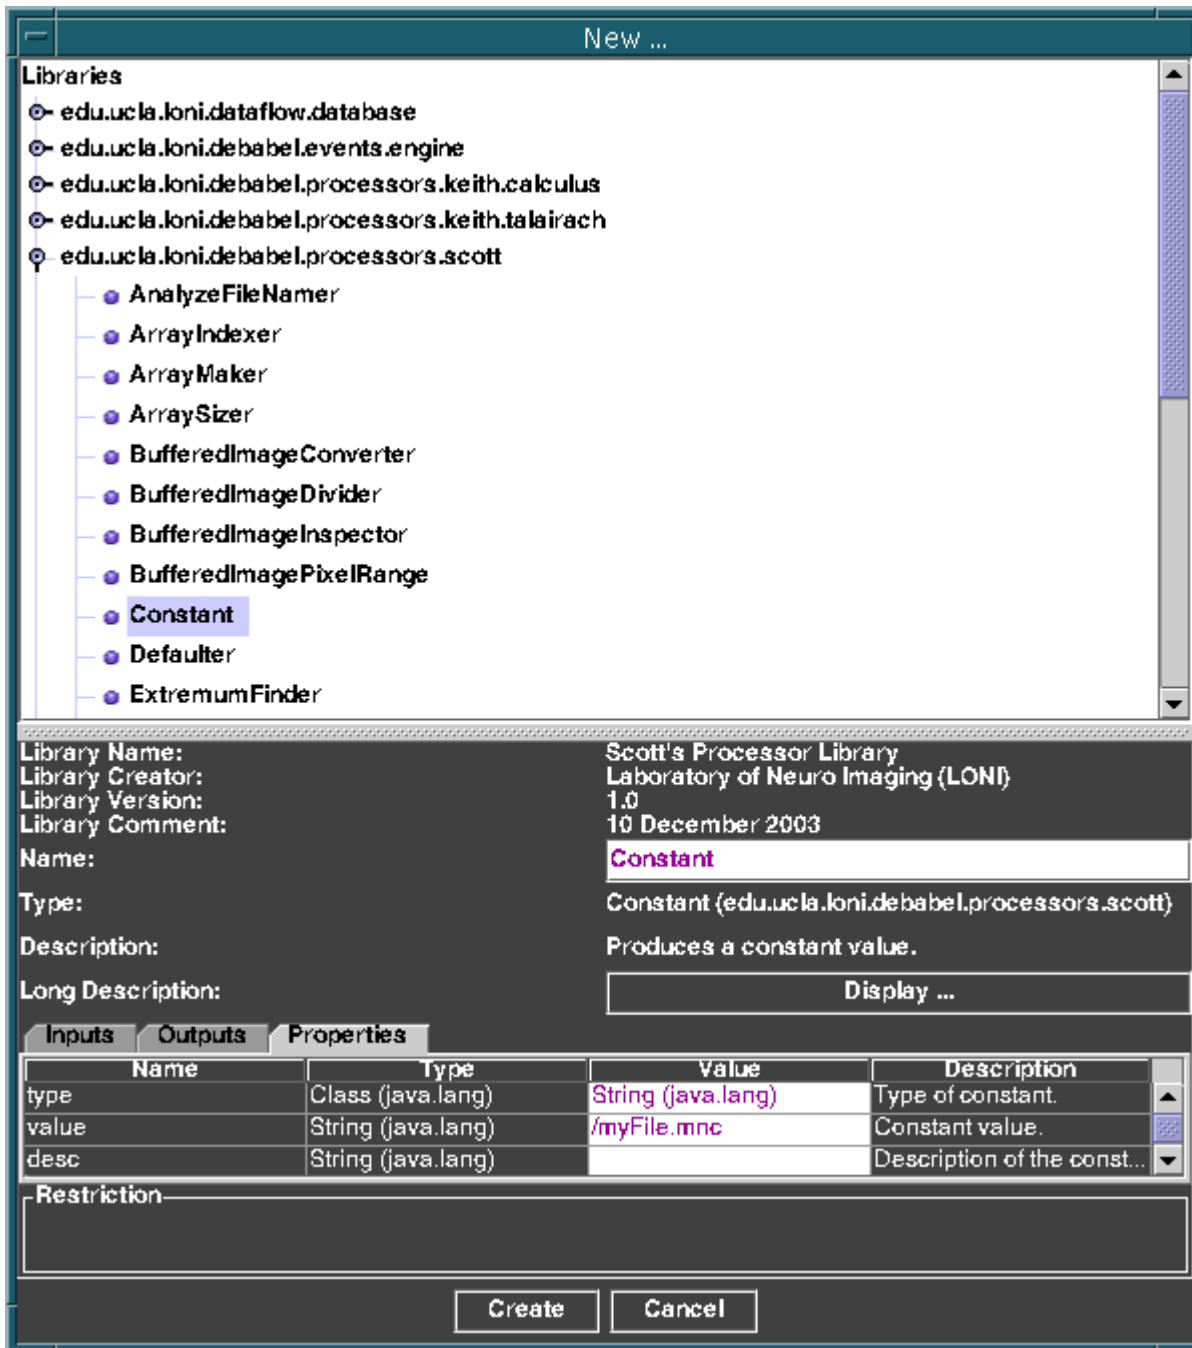 New ...
Libraries
edu.ucla.loni.dataflow.database
edu.ucla.loni.debabel.events.engine
edu.ucla.loni.debabel.processors.keith.calculus
edu.ucla.loni.debabel.processors.keith.talairach
edu.ucla.loni.debabel.processors.scott
AnalyzeFileNamer
ArrayIndexer
ArrayMaker
ArraySizer
BufferedImageConverter
BufferedImageDivider
BufferedImageInspector
BufferedImagePixelRange
Constant
Defaulter
ExtremumFinder
Library Name: Scott's Processor Library
Library Creator: Laboratory of Neuro Imaging (LONI)
Library Version: 1.0
Library Comment: 10 December 2003
Name: Constant
Type: Constant (edu.ucla.loni.debabel.processors.scott)
Description: Produces a constant value.
Long Description: Display ...
Inputs Outputs Properties
Name Type Value Description
type Class (java.lang) String (java.lang) Type of constant.
value String (java.lang) /myFile.mnc Constant value.
desc String (java.lang) Description of the const...
Restriction
Create Cancel